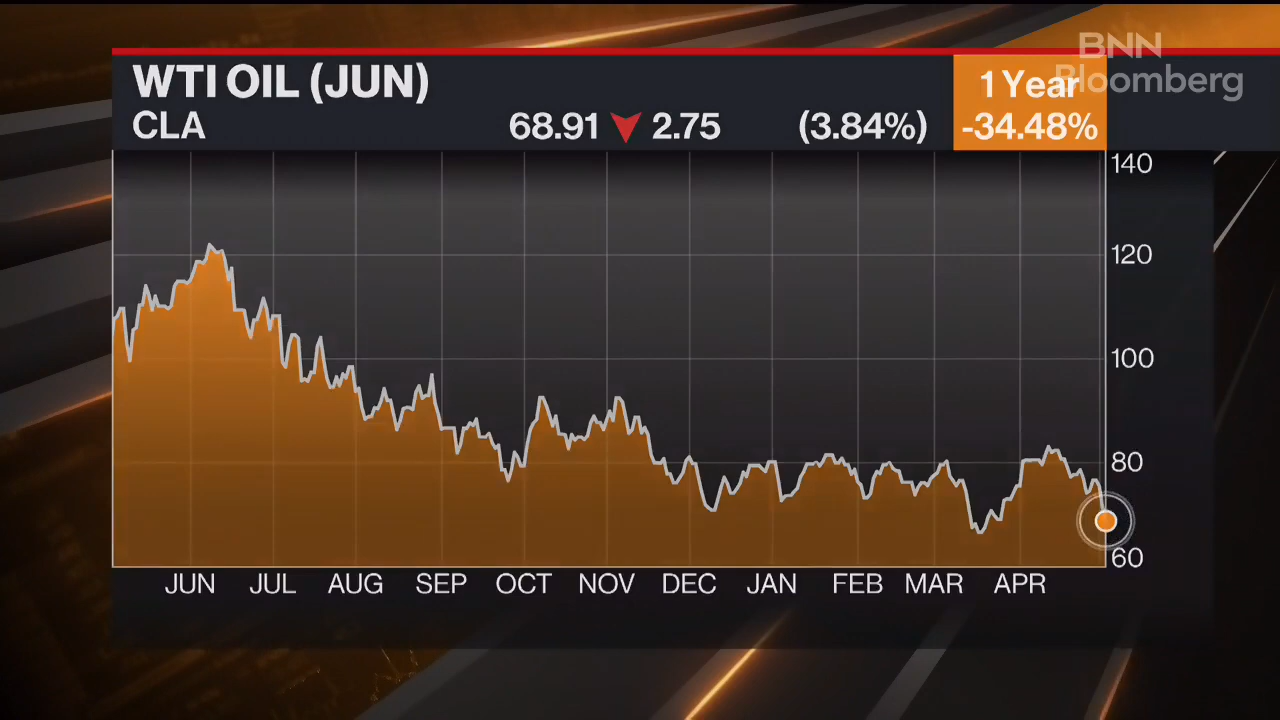 BNN
Bloomberg
WTI OIL (JUN)
1 Year
CLA 68.91 2.75 (3.84%) -34.48%
140
120
100
80
60
JUN JUL AUG SEP OCT NOV DEC JAN FEB MAR APR